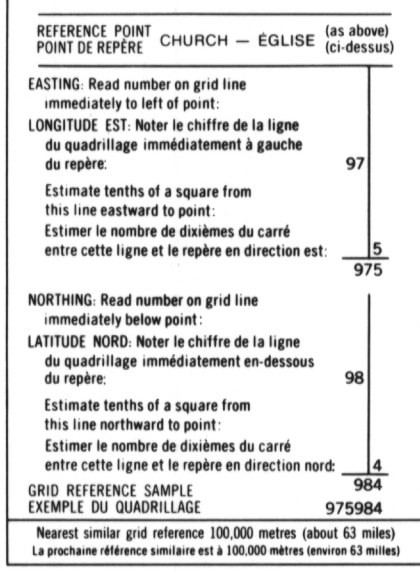 REFERENCE POINT CHURCH — ÉGLISE (as above)
POINT DE REPÈRE (ci-dessus)
EASTING: Read number on grid line
immediately to left of point:
LONGITUDE EST: Noter le chiffre de la ligne
du quadrillage immédiatement à gauche
du repère: 97
Estimate tenths of a square from
this line eastward to point:
Estimer le nombre de dixièmes du carré
entre cette ligne et le repère en direction est: 5
975
NORTHING: Read number on grid line
immediately below point:
LATITUDE NORD: Noter le chiffre de la ligne
du quadrillage immédiatement en-dessous
du repère: 98
Estimate tenths of a square from
this line northward to point:
Estimer le nombre de dixièmes du carré
entre cette ligne et le repère en direction nord: 4
GRID REFERENCE SAMPLE 984
EXEMPLE DU QUADRILLAGE 975984
Nearest similar grid reference 100,000 metres (about 63 miles)
La prochaine référence similaire est à 100,000 mètres (environ 63 milles)